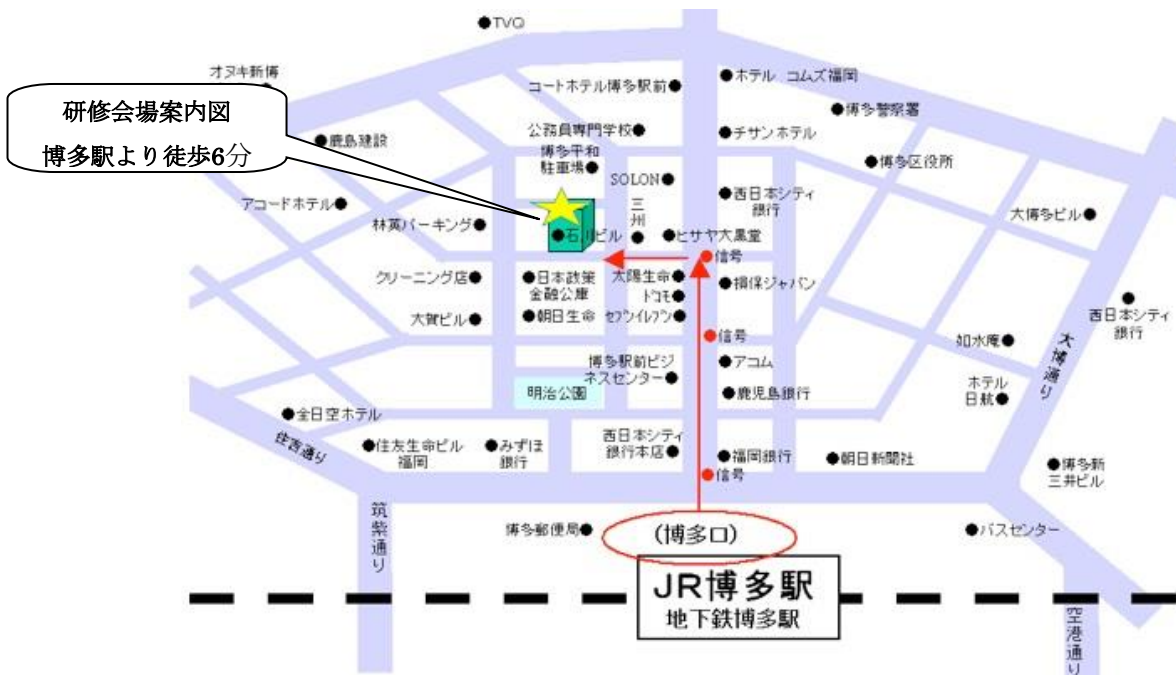 TVQ
オヌキ新博
研修会場案内図
博多駅より徒歩6分
コートホテル博多駅前
ホテル コムズ福岡
博多警察署
鹿島建設
公務員専門学校
チサンホテル
博多平和
駐車場
博多区役所
SOLON
西日本シティ
銀行
アコードホテル
林英パーキング
三州
大博多ビル
石川ビル
ヒサヤ大黒堂
信号
クリーニング店
日本政策
金融公庫
太陽生命
ドコモ
損保ジャパン
大賀ビル
朝日生命
セブンイレブン
西日本シティ
銀行
信号
如水庵
大博通り
博多駅前ビジ
ネスセンター
アコム
明治公園
鹿児島銀行
ホテル
日航
全日空ホテル
住吉通り
住友生命ビル
福岡
みずほ
銀行
西日本シティ
銀行本店
福岡銀行
朝日新聞社
信号
博多新
三井ビル
筑紫通り
博多郵便局
(博多口)
バスセンター
JR博多駅
地下鉄博多駅
空港通り